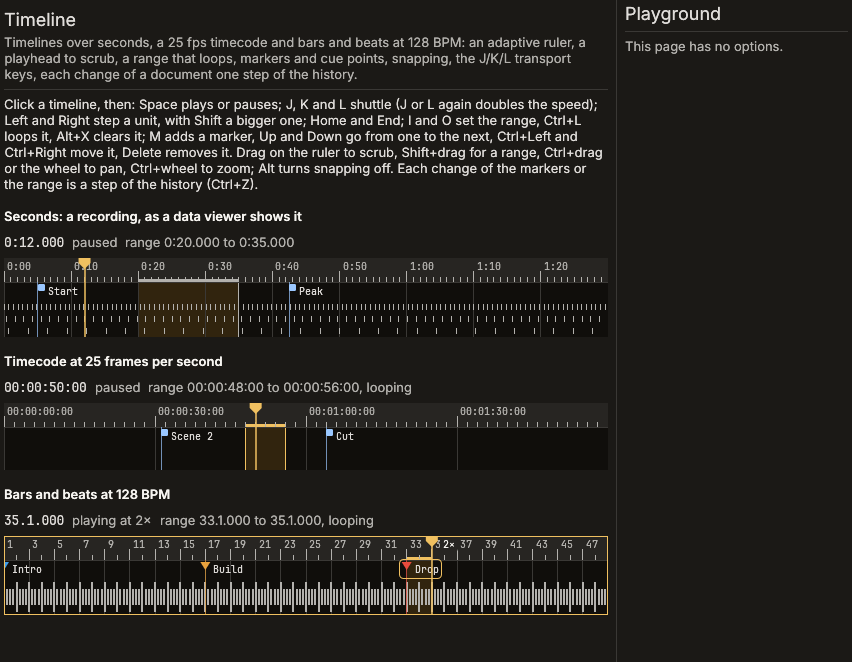 Timeline
Timelines over seconds, a 25 fps timecode and bars and beats at 128 BPM: an adaptive ruler, a
playhead to scrub, a range that loops, markers and cue points, snapping, the J/K/L transport
keys, each change of a document one step of the history.
Click a timeline, then: Space plays or pauses; J, K and L shuttle (J or L again doubles the speed);
Left and Right step a unit, with Shift a bigger one; Home and End; I and O set the range, Ctrl+L
loops it, Alt+X clears it; M adds a marker, Up and Down go from one to the next, Ctrl+Left and
Ctrl+Right move it, Delete removes it. Drag on the ruler to scrub, Shift+drag for a range, Ctrl+drag
or the wheel to pan, Ctrl+wheel to zoom; Alt turns snapping off. Each change of the markers or
the range is a step of the history (Ctrl+Z).
Seconds: a recording, as a data viewer shows it
0:12.000 paused range 0:20.000 to 0:35.000
0:00 0:10 0:20 0:30 0:40 0:50 1:00 1:10 1:20
Start Peak
Timecode at 25 frames per second
00:00:50:00 paused range 00:00:48:00 to 00:00:56:00, looping
00:00:00:00 00:00:30:00 00:01:00:00 00:01:30:00
Scene 2 Cut
Bars and beats at 128 BPM
35.1.000 playing at 2× range 33.1.000 to 35.1.000, looping
1 3 5 7 9 11 13 15 17 19 21 23 25 27 29 31 33 2× 37 39 41 43 45 47
Intro Build Drop
Playground
This page has no options.